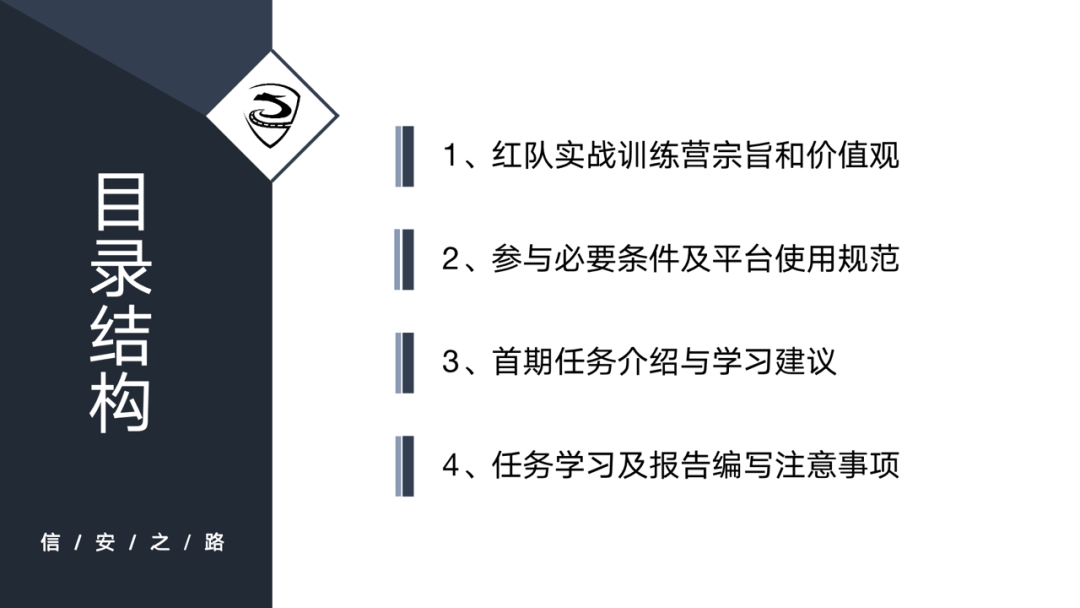 目录结构
1、红队实战训练营宗旨和价值观
2、参与必要条件及平台使用规范
3、首期任务介绍与学习建议
4、任务学习及报告编写注意事项
信/安/之/路